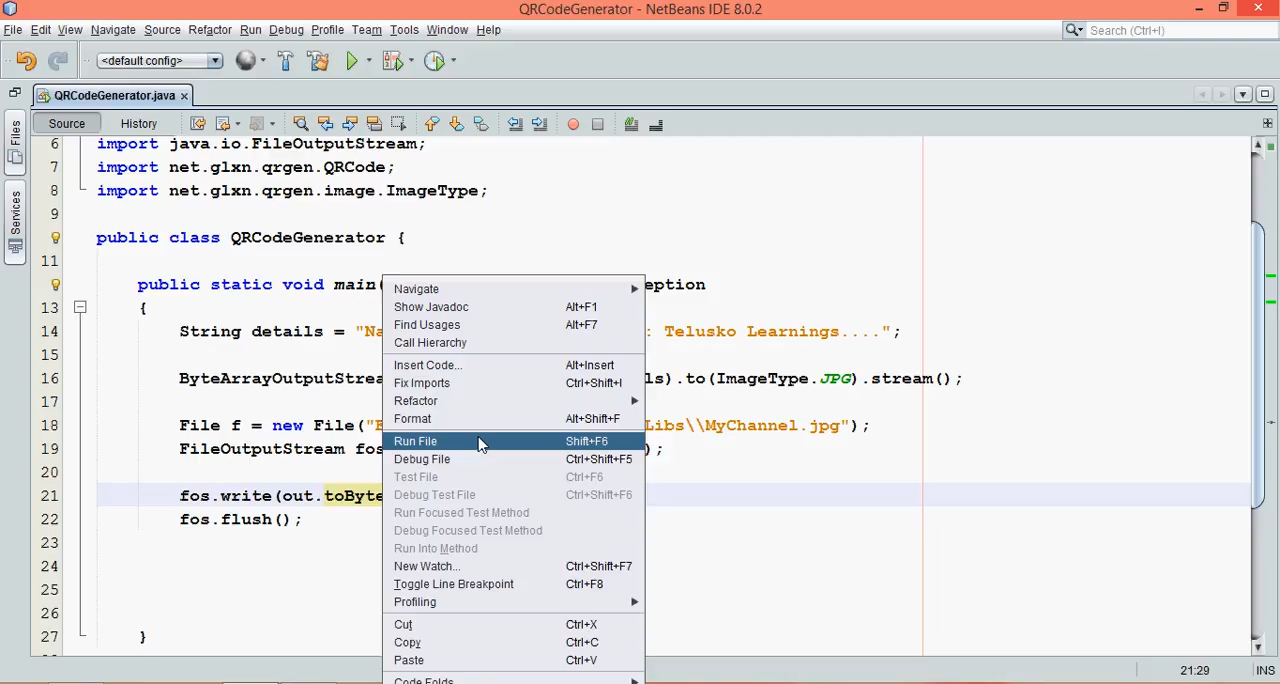 QRCodeGenerator - NetBeans IDE 8.0.2
File Edit View Navigate Source Refactor Run Debug Profile Team Tools Window Help
Search (Ctrl+I)
<default config>
QRCodeGenerator.java
Source History
Files
Services
6 import java.io.FileOutputStream;
7 import net.glxn.qrgen.QRCode;
8 import net.glxn.qrgen.image.ImageType;
9
public class QRCodeGenerator {
11
public static void main( eption
13 {
14 String details = "Na : Telusko Learnings....";
15
16 ByteArrayOutputStrea ls).to(ImageType.JPG).stream();
17
18 File f = new File(" Libs\\MyChannel.jpg");
19 FileOutputStream fos );
20
21 fos.write(out.toByte
22 fos.flush();
23
24
25
26
27 }
Navigate
Show Javadoc Alt+F1
Find Usages Alt+F7
Call Hierarchy
Insert Code... Alt+Insert
Fix Imports Ctrl+Shift+I
Refactor
Format Alt+Shift+F
Run File Shift+F6
Debug File Ctrl+Shift+F5
Test File Ctrl+F6
Debug Test File Ctrl+Shift+F6
Run Focused Test Method
Debug Focused Test Method
Run Into Method
New Watch... Ctrl+Shift+F7
Toggle Line Breakpoint Ctrl+F8
Profiling
Cut Ctrl+X
Copy Ctrl+C
Paste Ctrl+V
Code Folds
21:29 INS